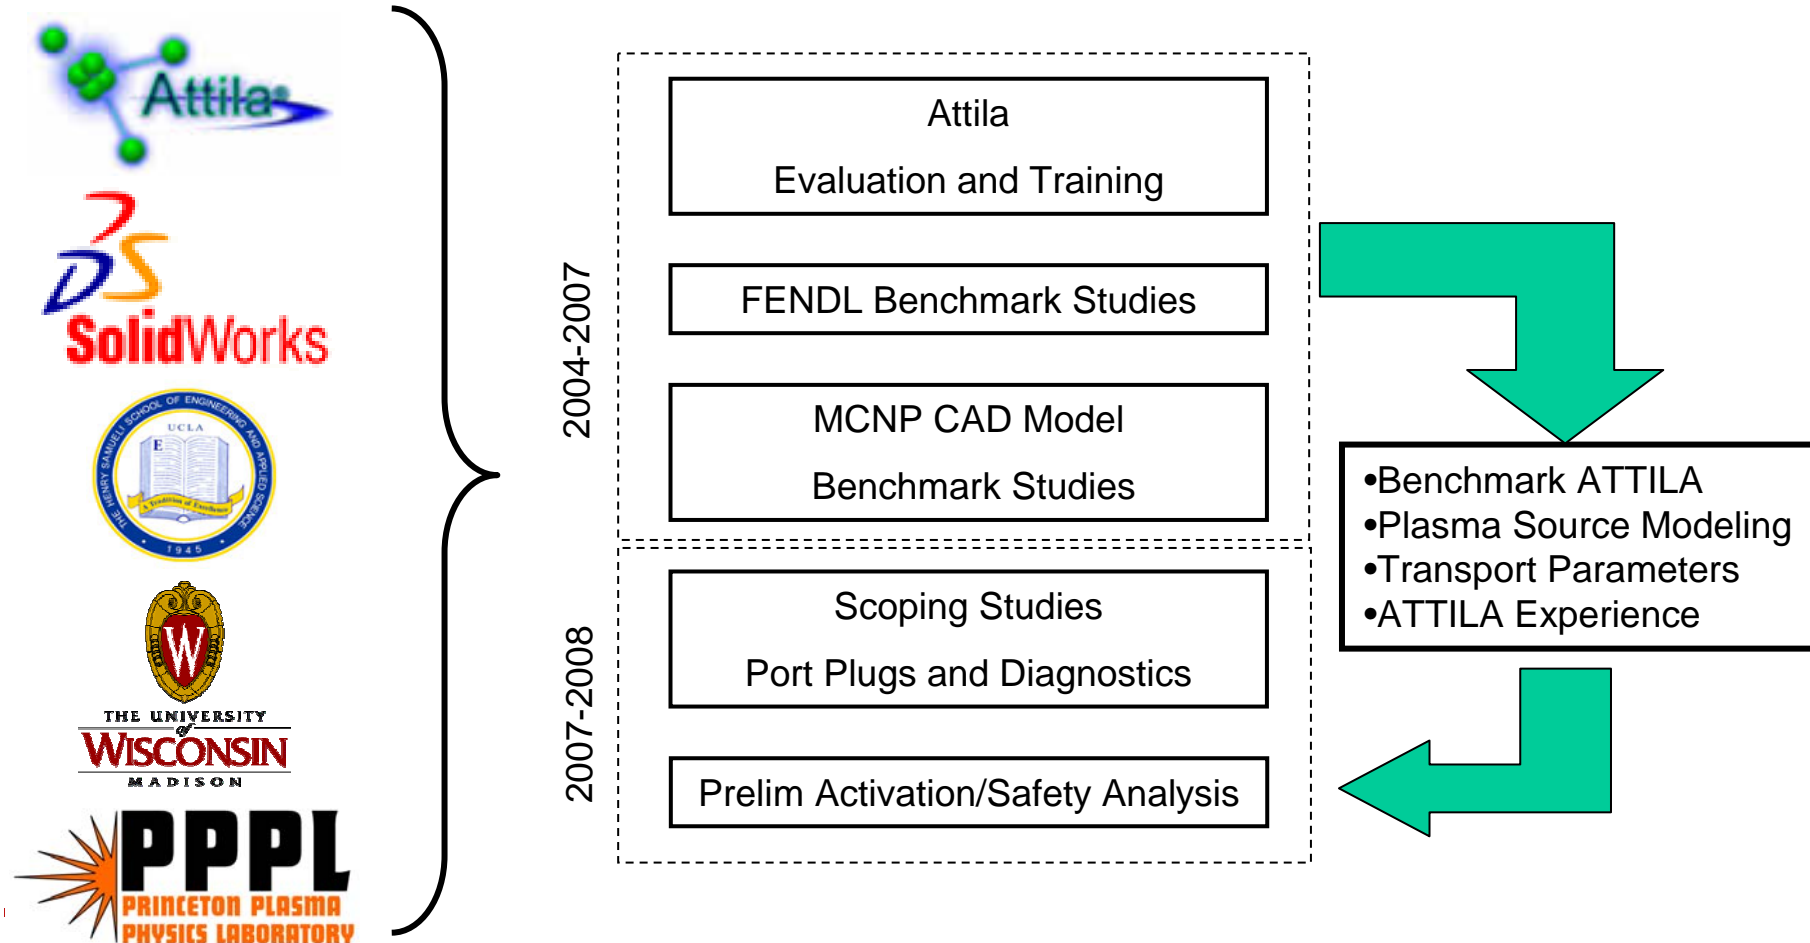 Attila®
SolidWorks
THE HENRY SAMUELI SCHOOL OF ENGINEERING AND APPLIED SCIENCE
UCLA
E
A Tradition of Excellence
• 1945 •
W
THE UNIVERSITY
of
WISCONSIN
MADISON
PPPL
PRINCETON PLASMA
PHYSICS LABORATORY
2004-2007
Attila
Evaluation and Training
FENDL Benchmark Studies
MCNP CAD Model
Benchmark Studies
2007-2008
Scoping Studies
Port Plugs and Diagnostics
Prelim Activation/Safety Analysis
•Benchmark ATTILA
•Plasma Source Modeling
•Transport Parameters
•ATTILA Experience